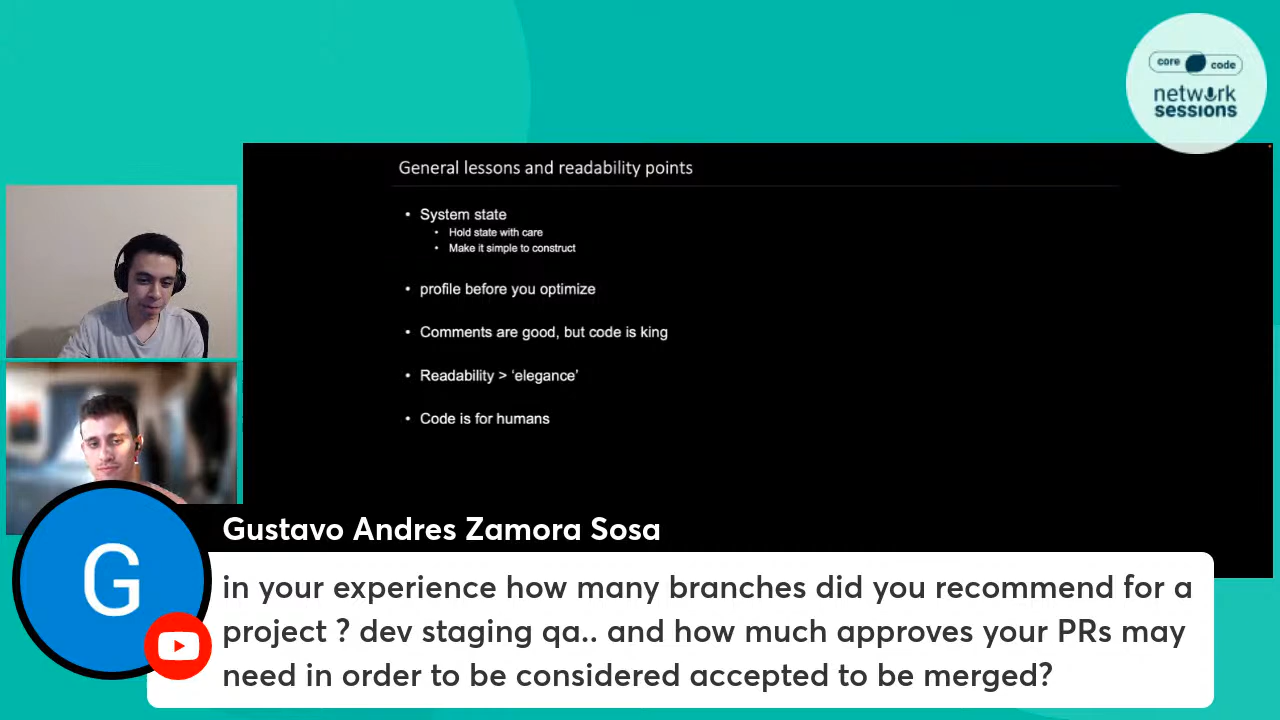 core code
network
sessions
General lessons and readability points
• System state
• Hold state with care
• Make it simple to construct
• profile before you optimize
• Comments are good, but code is king
• Readability > ‘elegance’
• Code is for humans
G
Gustavo Andres Zamora Sosa
in your experience how many branches did you recommend for a
project ? dev staging qa.. and how much approves your PRs may
need in order to be considered accepted to be merged?